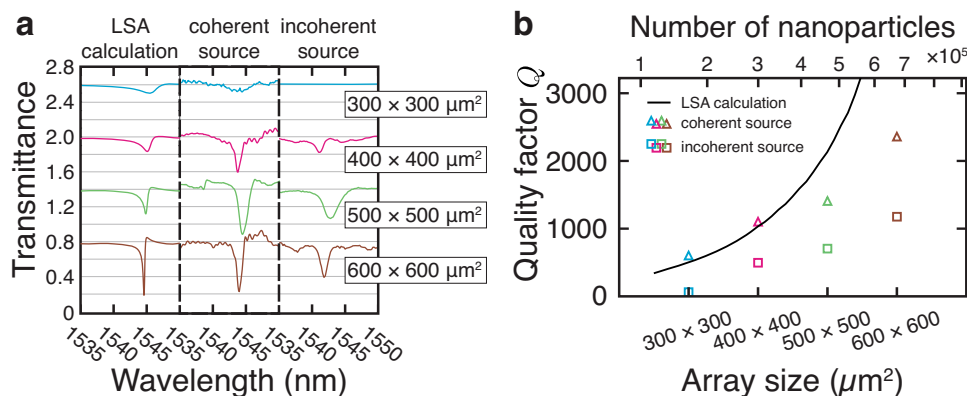 a
LSA calculation
coherent source
incoherent source
Transmittance
2.8
2.4
2.0
1.6
1.2
0.8
0.4
0
300 × 300 µm²
400 × 400 µm²
500 × 500 µm²
600 × 600 µm²
1535 1540 1545 1535 1540 1545 1535 1540 1545 1550
Wavelength (nm)
b
Number of nanoparticles
1 2 3 4 5 6 7 ×10⁵
Quality factor Q
3000
2000
1000
0
LSA calculation
coherent source
incoherent source
300 × 300
400 × 400
500 × 500
600 × 600
Array size (µm²)